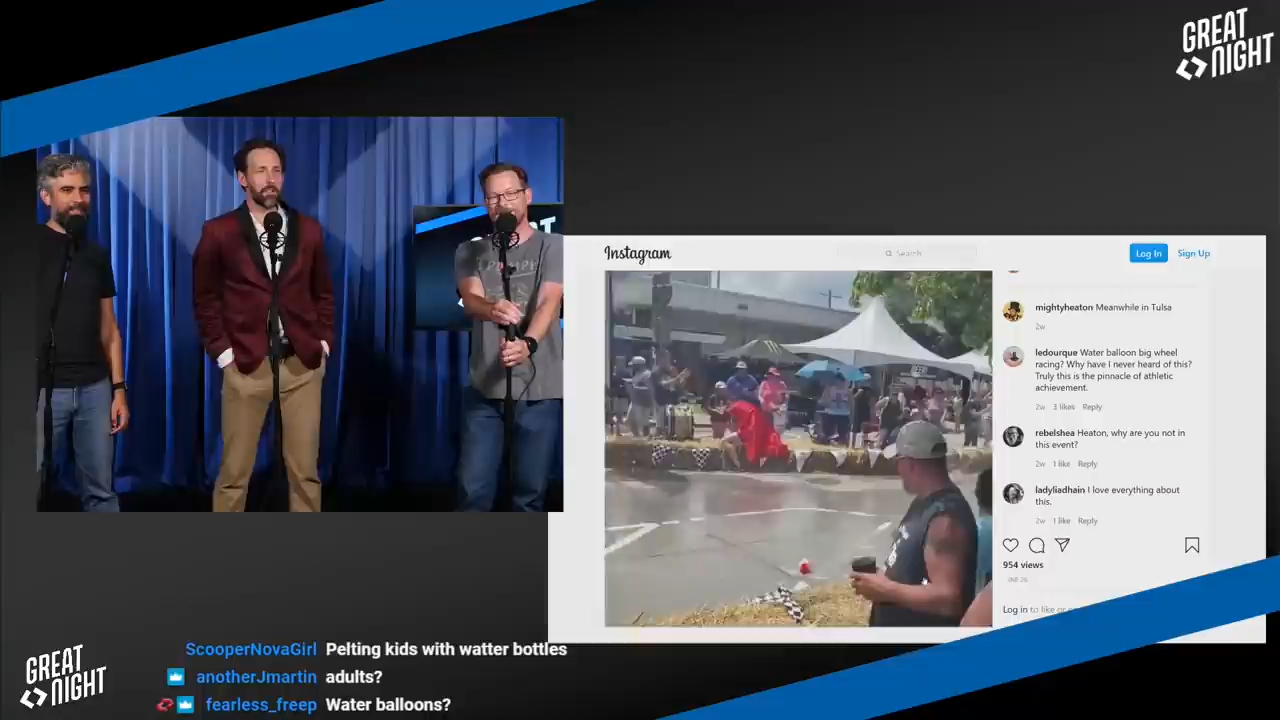 GREAT
NIGHT
Instagram
Search
Log In
Sign Up
mightyheaton Meanwhile in Tulsa
2w
ledourque Water balloon big wheel
racing? Why have I never heard of this?
Truly this is the pinnacle of athletic
achievement.
2w 3 likes Reply
rebelshea Heaton, why are you not in
this event?
2w 1 like Reply
ladyliadhain I love everything about
this.
2w 1 like Reply
954 views
Log in to like or
GREAT
NIGHT
ScooperNovaGirl Pelting kids with watter bottles
anotherJmartin adults?
fearless_freep Water balloons?